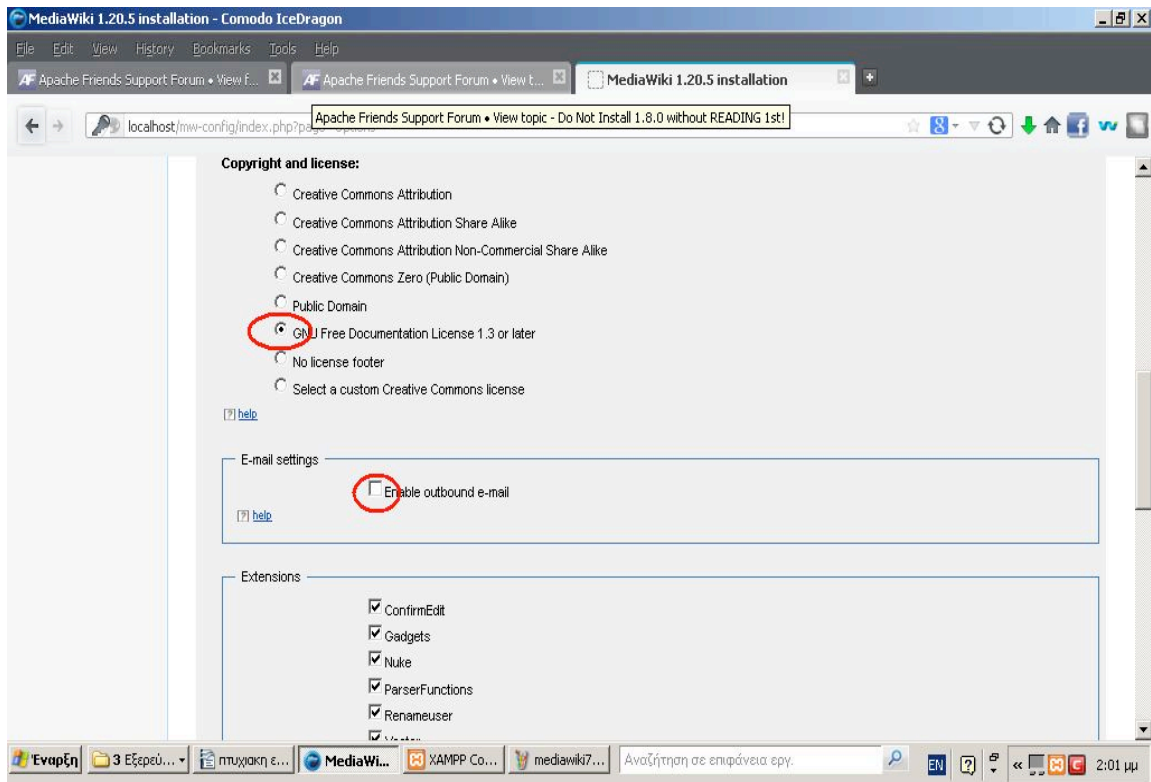 MediaWiki 1.20.5 installation - Comodo IceDragon
File Edit View History Bookmarks Tools Help
Apache Friends Support Forum • View f... Apache Friends Support Forum • View t... MediaWiki 1.20.5 installation
Apache Friends Support Forum • View topic - Do Not Install 1.8.0 without READING 1st!
localhost/mw-config/index.php?
Copyright and license:
Creative Commons Attribution
Creative Commons Attribution Share Alike
Creative Commons Attribution Non-Commercial Share Alike
Creative Commons Zero (Public Domain)
Public Domain
GNU Free Documentation License 1.3 or later
No license footer
Select a custom Creative Commons license
[?] help
E-mail settings
Enable outbound e-mail
[?] help
Extensions
ConfirmEdit
Gadgets
Nuke
ParserFunctions
Renameuser
Έναρξη 3 Εξερεύ... πτυχιακη ε... MediaWi... XAMPP Co... mediawiki7... Αναζήτηση σε επιφάνεια εργ. EN « 2:01 μμ